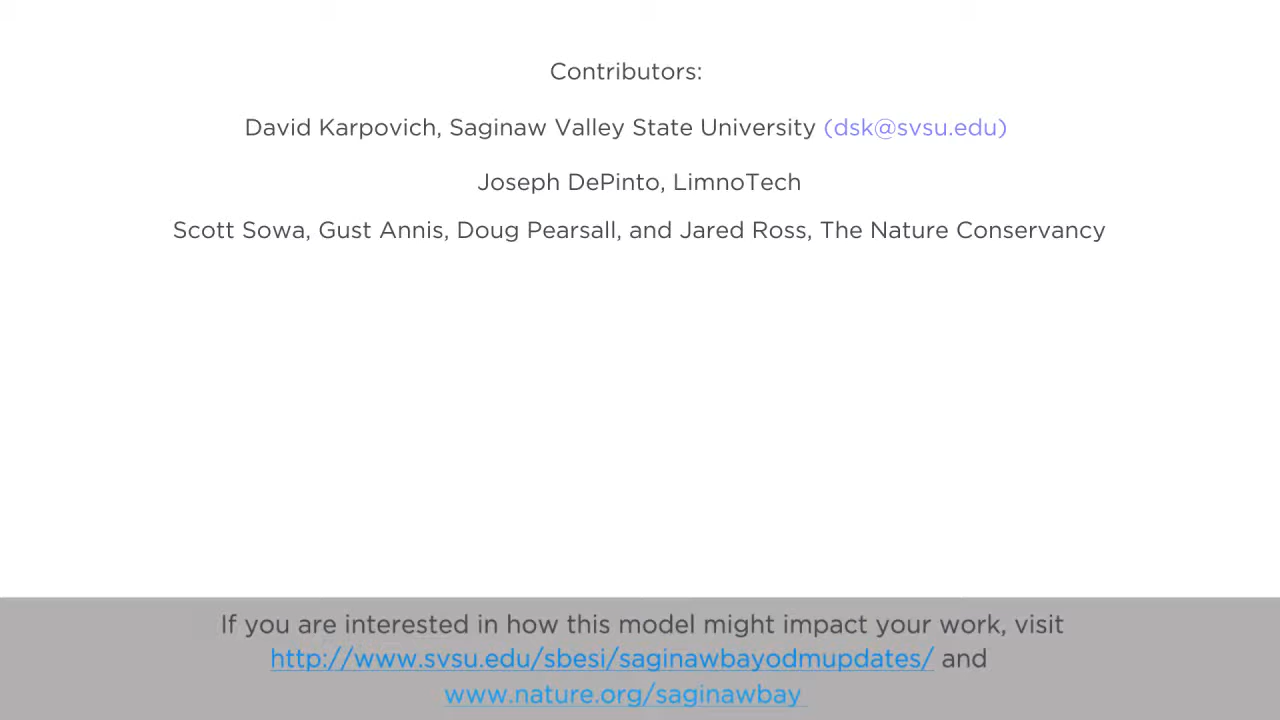 Contributors:
David Karpovich, Saginaw Valley State University (dsk@svsu.edu)
Joseph DePinto, LimnoTech
Scott Sowa, Gust Annis, Doug Pearsall, and Jared Ross, The Nature Conservancy
If you are interested in how this model might impact your work, visit
http://www.svsu.edu/sbesi/saginawbayodmupdates/ and
www.nature.org/saginawbay